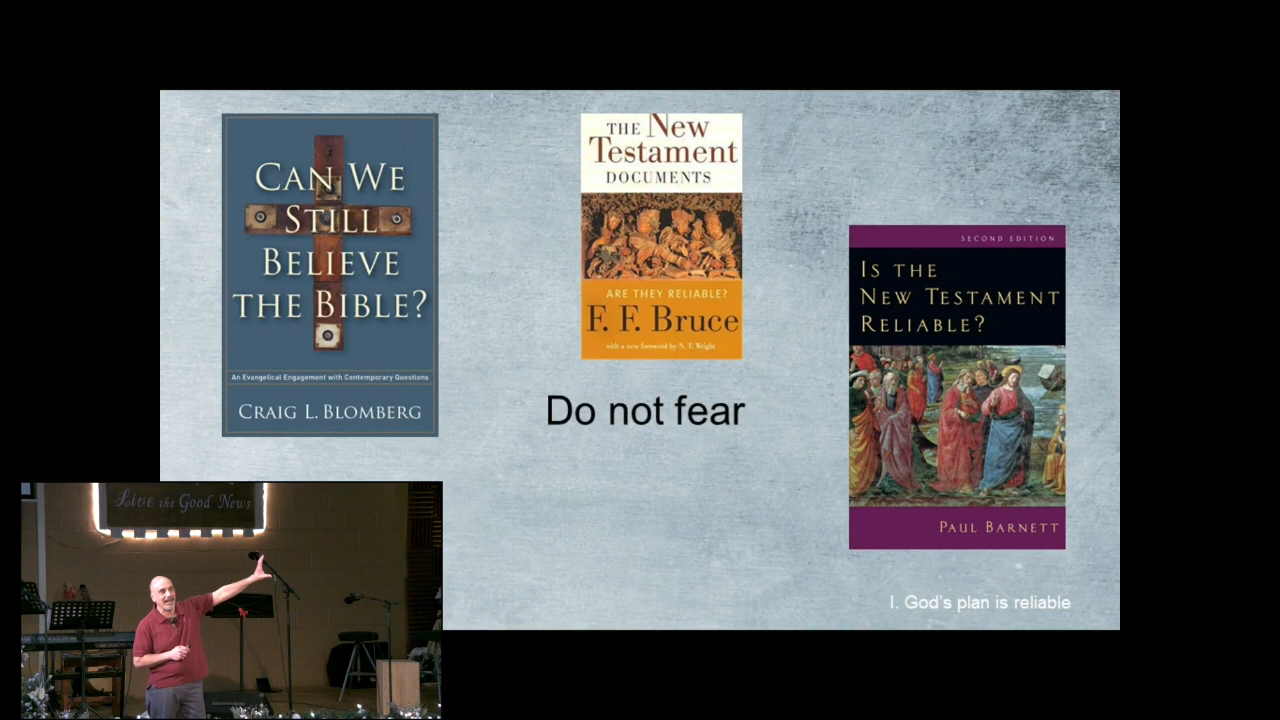 CAN WE
STILL
BELIEVE
THE BIBLE?
An Evangelical Engagement with Contemporary Questions
CRAIG L. BLOMBERG
THE New
Testament
DOCUMENTS
ARE THEY RELIABLE?
F. F. Bruce
with a new foreword by N. T. Wright
SECOND EDITION
IS THE
NEW TESTAMENT
RELIABLE?
PAUL BARNETT
Do not fear
I. God's plan is reliable
Live the Good News